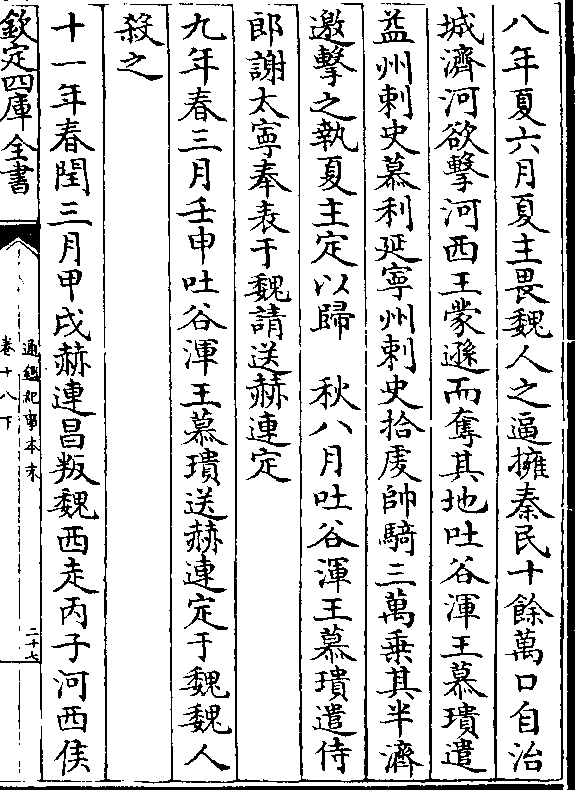 八年夏六月夏主畏魏人之逼擁秦民十餘萬口自治
城濟河欲擊河西王蒙遜而奪其地吐谷渾王慕璝遣
益州刺史慕利延寧州刺史拾虔帥騎三萬乗其半濟
邀擊之執夏主定以歸　秋八月吐谷渾王慕璝遣侍
郎謝太寧奉表于魏請送赫連定
九年春三月壬申吐谷渾王慕璝送赫連定于魏魏人
殺之
十一年春閏三月甲戌赫連昌叛魏西走丙子河西侯
欽定四庫全書
通鑑紀事本末
卷十八下
二十七